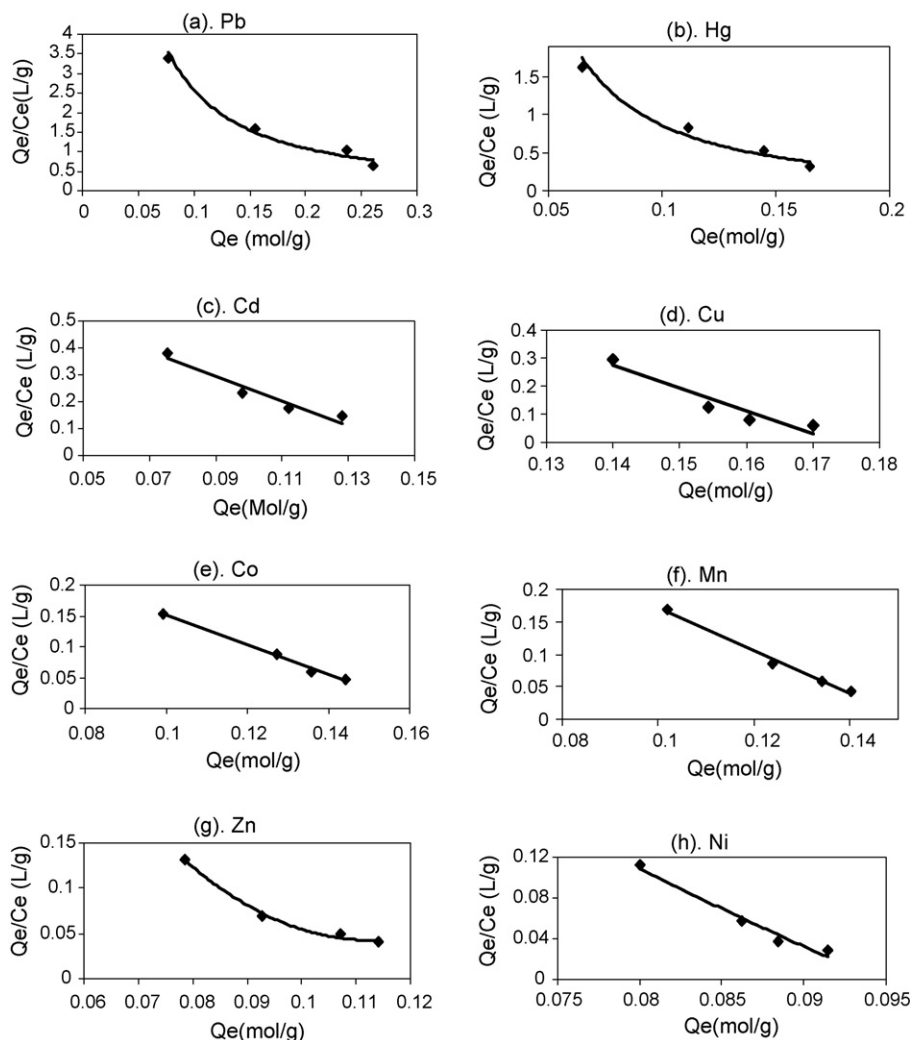 (a). Pb
Qe/Ce(L/g)
4
3.5
3
2.5
2
1.5
1
0.5
0
0 0.05 0.1 0.15 0.2 0.25 0.3
Qe (mol/g)
(b). Hg
Qe/Ce (L/g)
1.5
1
0.5
0
0.05 0.1 0.15 0.2
Qe(mol/g)
(c). Cd
Qe/Ce (L/g)
0.5
0.4
0.3
0.2
0.1
0
0.05 0.07 0.09 0.11 0.13 0.15
Qe(Mol/g)
(d). Cu
Qe/Ce (L/g)
0.4
0.3
0.2
0.1
0
0.13 0.14 0.15 0.16 0.17 0.18
Qe(mol/g)
(e). Co
Qe/Ce (L/g)
0.2
0.15
0.1
0.05
0
0.08 0.1 0.12 0.14 0.16
Qe(mol/g)
(f). Mn
Qe/Ce (L/g)
0.2
0.15
0.1
0.05
0
0.08 0.1 0.12 0.14
Qe(mol/g)
(g). Zn
Qe/Ce (L/g)
0.15
0.1
0.05
0
0.06 0.07 0.08 0.09 0.1 0.11 0.12
Qe(mol/g)
(h). Ni
Qe/Ce (L/g)
0.12
0.08
0.04
0
0.075 0.08 0.085 0.09 0.095
Qe(mol/g)